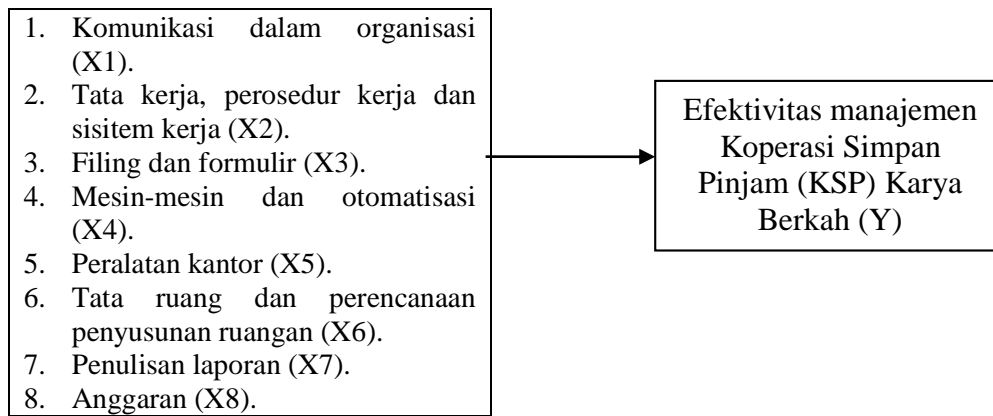 1. Komunikasi dalam organisasi
(X1).
2. Tata kerja, perosedur kerja dan
sisitem kerja (X2).
3. Filing dan formulir (X3).
4. Mesin-mesin dan otomatisasi
(X4).
5. Peralatan kantor (X5).
6. Tata ruang dan perencanaan
penyusunan ruangan (X6).
7. Penulisan laporan (X7).
8. Anggaran (X8).
Efektivitas manajemen
Koperasi Simpan
Pinjam (KSP) Karya
Berkah (Y)